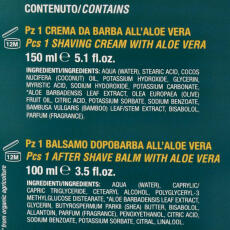 CONTENUTO/CONTAINS
12M
Pz 1 CREMA DA BARBA ALL'ALOE VERA
Pcs 1 SHAVING CREAM WITH ALOE VERA
150 ml ℮ 5.1 fl.oz.
INGREDIENTI/INGREDIENTS: AQUA (WATER), STEARIC ACID, COCOS
NUCIFERA (COCONUT) OIL, POTASSIUM HYDROXIDE, GLYCERIN,
MYRISTIC ACID, POTASSIUM CARBOMER,
*ALOE BARBADENSIS LEAF EXTRACT, OLEA EUROPAEA (OLIVE)
FRUIT OIL, CITRIC ACID, POTASSIUM SORBATE, SODIUM BENZOATE,
BAMBUSA VULGARIS (BAMBOO) LEAF/STEM EXTRACT, BISABOLOL,
PARFUM (FRAGRANCE).
12M
Pz 1 BALSAMO DOPOBARBA ALL'ALOE VERA
Pcs 1 AFTER SHAVE BALM WITH ALOE VERA
100 ml ℮ 3.5 fl.oz.
INGREDIENTI/INGREDIENTS: AQUA (WATER), CAPRYLIC/
CAPRIC TRIGLYCERIDE, CETEARYL ALCOHOL, POLYGLYCERYL-3
METHYLGLUCOSE DISTEARATE, *ALOE BARBADENSIS LEAF EXTRACT,
GLYCERIN, BUTYROSPERMUM PARKII (SHEA) BUTTER, BISABOLOL,
ALLANTOIN, PARFUM (FRAGRANCE), PHENOXYETHANOL, CITRIC ACID,
SODIUM BENZOATE, POTASSIUM SORBATE, CITRAL, LINALOOL.
from organic agriculture